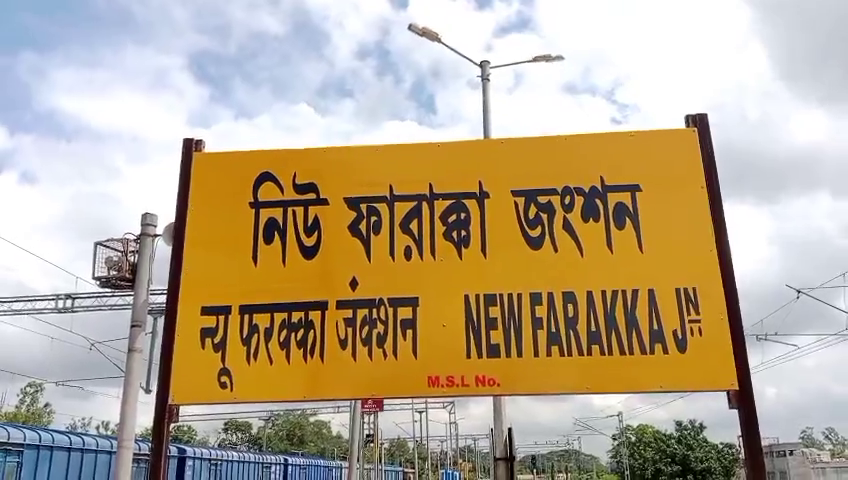 নিউ ফারাক্কা জংশন
न्यू फरक्का जंक्शन NEW FARAKKA JN
M.S.L No.